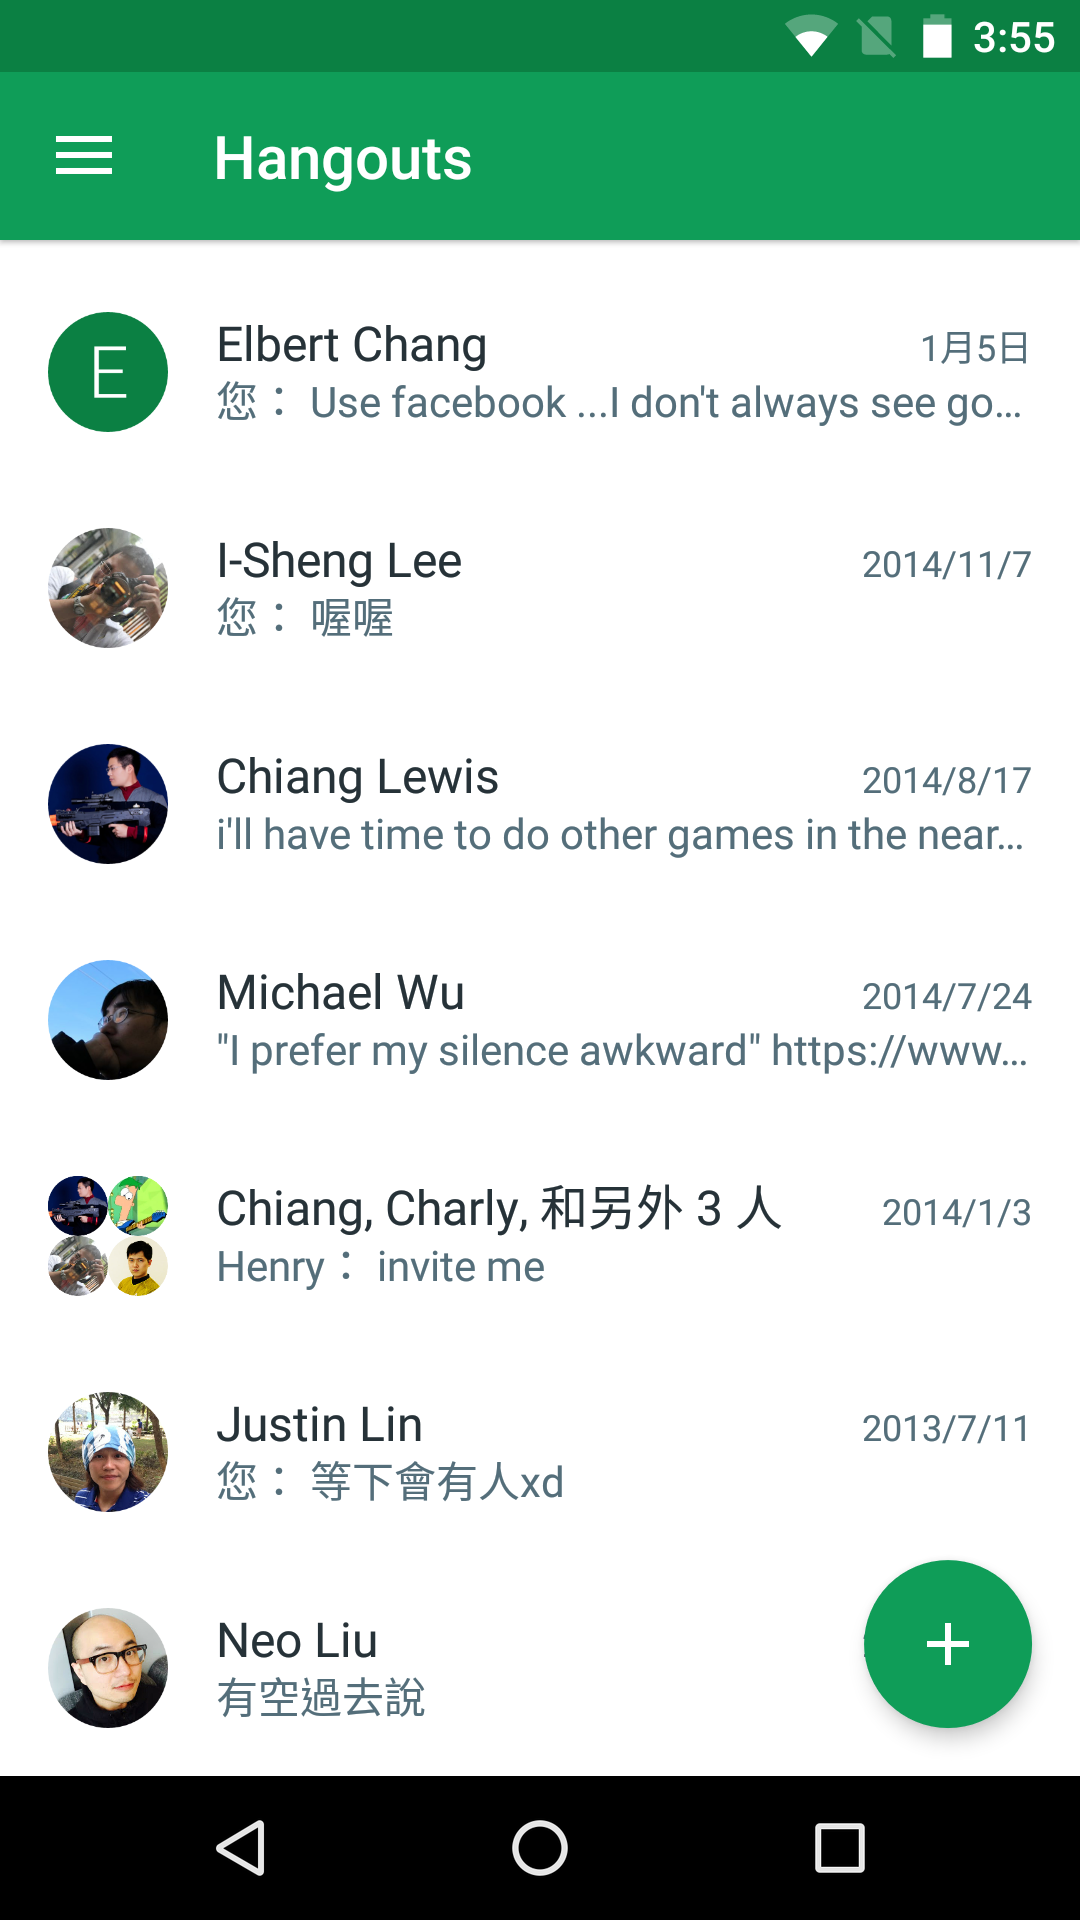 3:55
Hangouts
E
Elbert Chang 1月5日
您： Use facebook ...I don't always see go...
I-Sheng Lee 2014/11/7
您： 喔喔
Chiang Lewis 2014/8/17
i'll have time to do other games in the near...
Michael Wu 2014/7/24
"I prefer my silence awkward" https://www...
Chiang, Charly, 和另外 3 人 2014/1/3
Henry： invite me
Justin Lin 2013/7/11
您： 等下會有人xd
Neo Liu
有空過去說